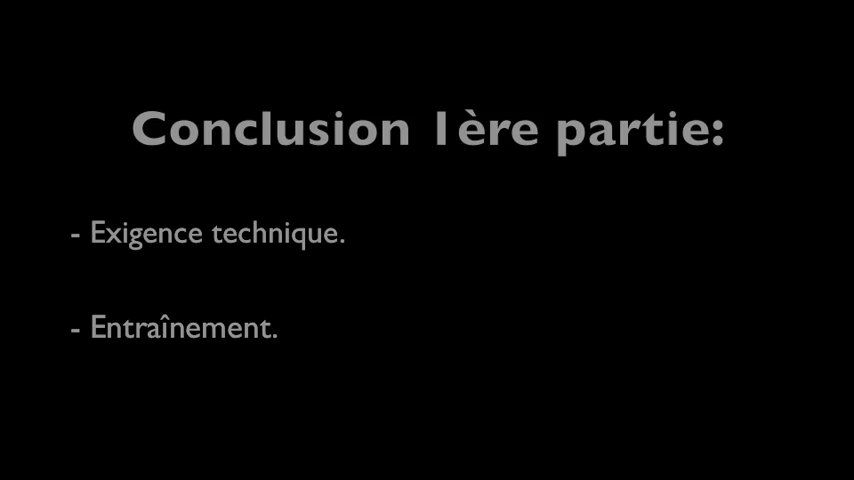 Conclusion 1ère partie:
- Exigence technique.
- Entraînement.